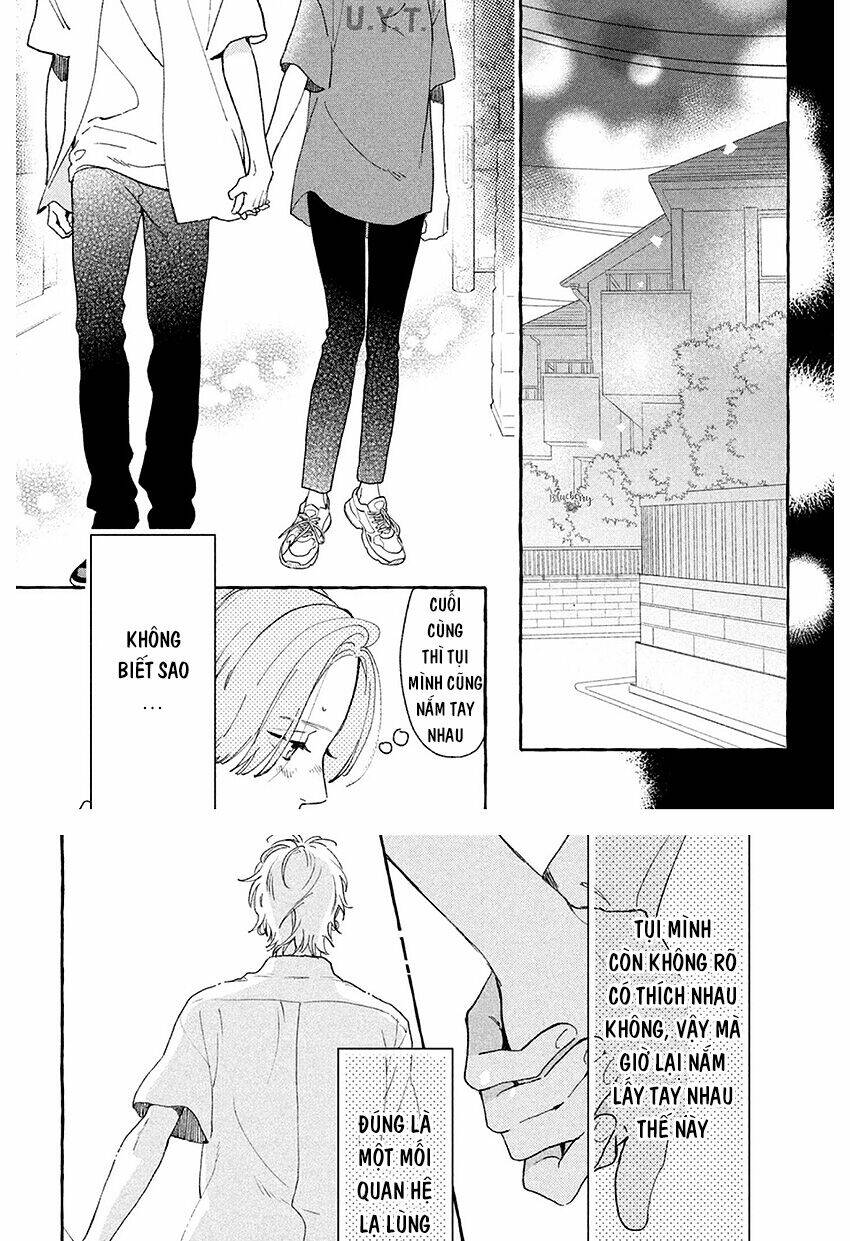 U.Y.T.
Blueberry
CUỐI
CÙNG
THÌ TỤI
MÌNH CŨNG
NẮM TAY
NHAU
KHÔNG
BIẾT SAO
...
TỤI MÌNH
CÒN KHÔNG RÕ
CÓ THÍCH NHAU
KHÔNG, VẬY MÀ
GIỜ LẠI NẮM
LẤY TAY NHAU
THẾ NÀY
ĐÚNG LÀ
MỘT MỐI
QUAN HỆ
LẠ LÙNG